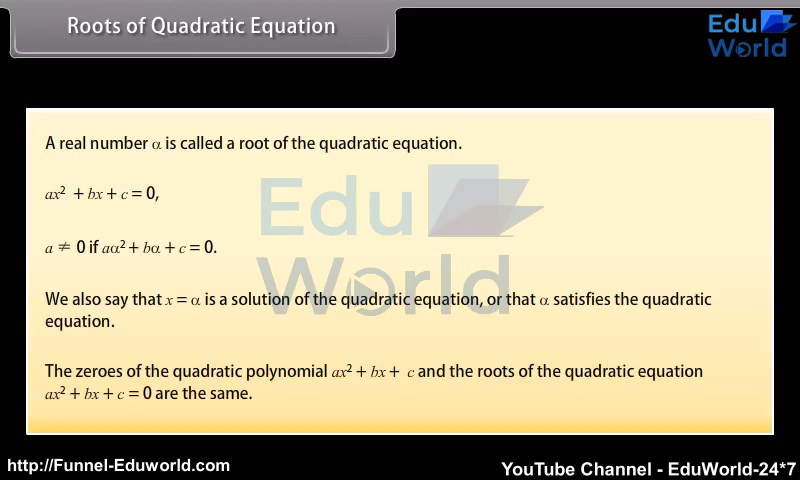 Roots of Quadratic Equation
Edu
World
A real number α is called a root of the quadratic equation.
ax² + bx + c = 0,
a ≠ 0 if aα² + bα + c = 0.
Edu
World
We also say that x = α is a solution of the quadratic equation, or that α satisfies the quadratic
equation.
The zeroes of the quadratic polynomial ax² + bx + c and the roots of the quadratic equation
ax² + bx + c = 0 are the same.
http://Funnel-Eduworld.com
YouTube Channel - EduWorld-24*7